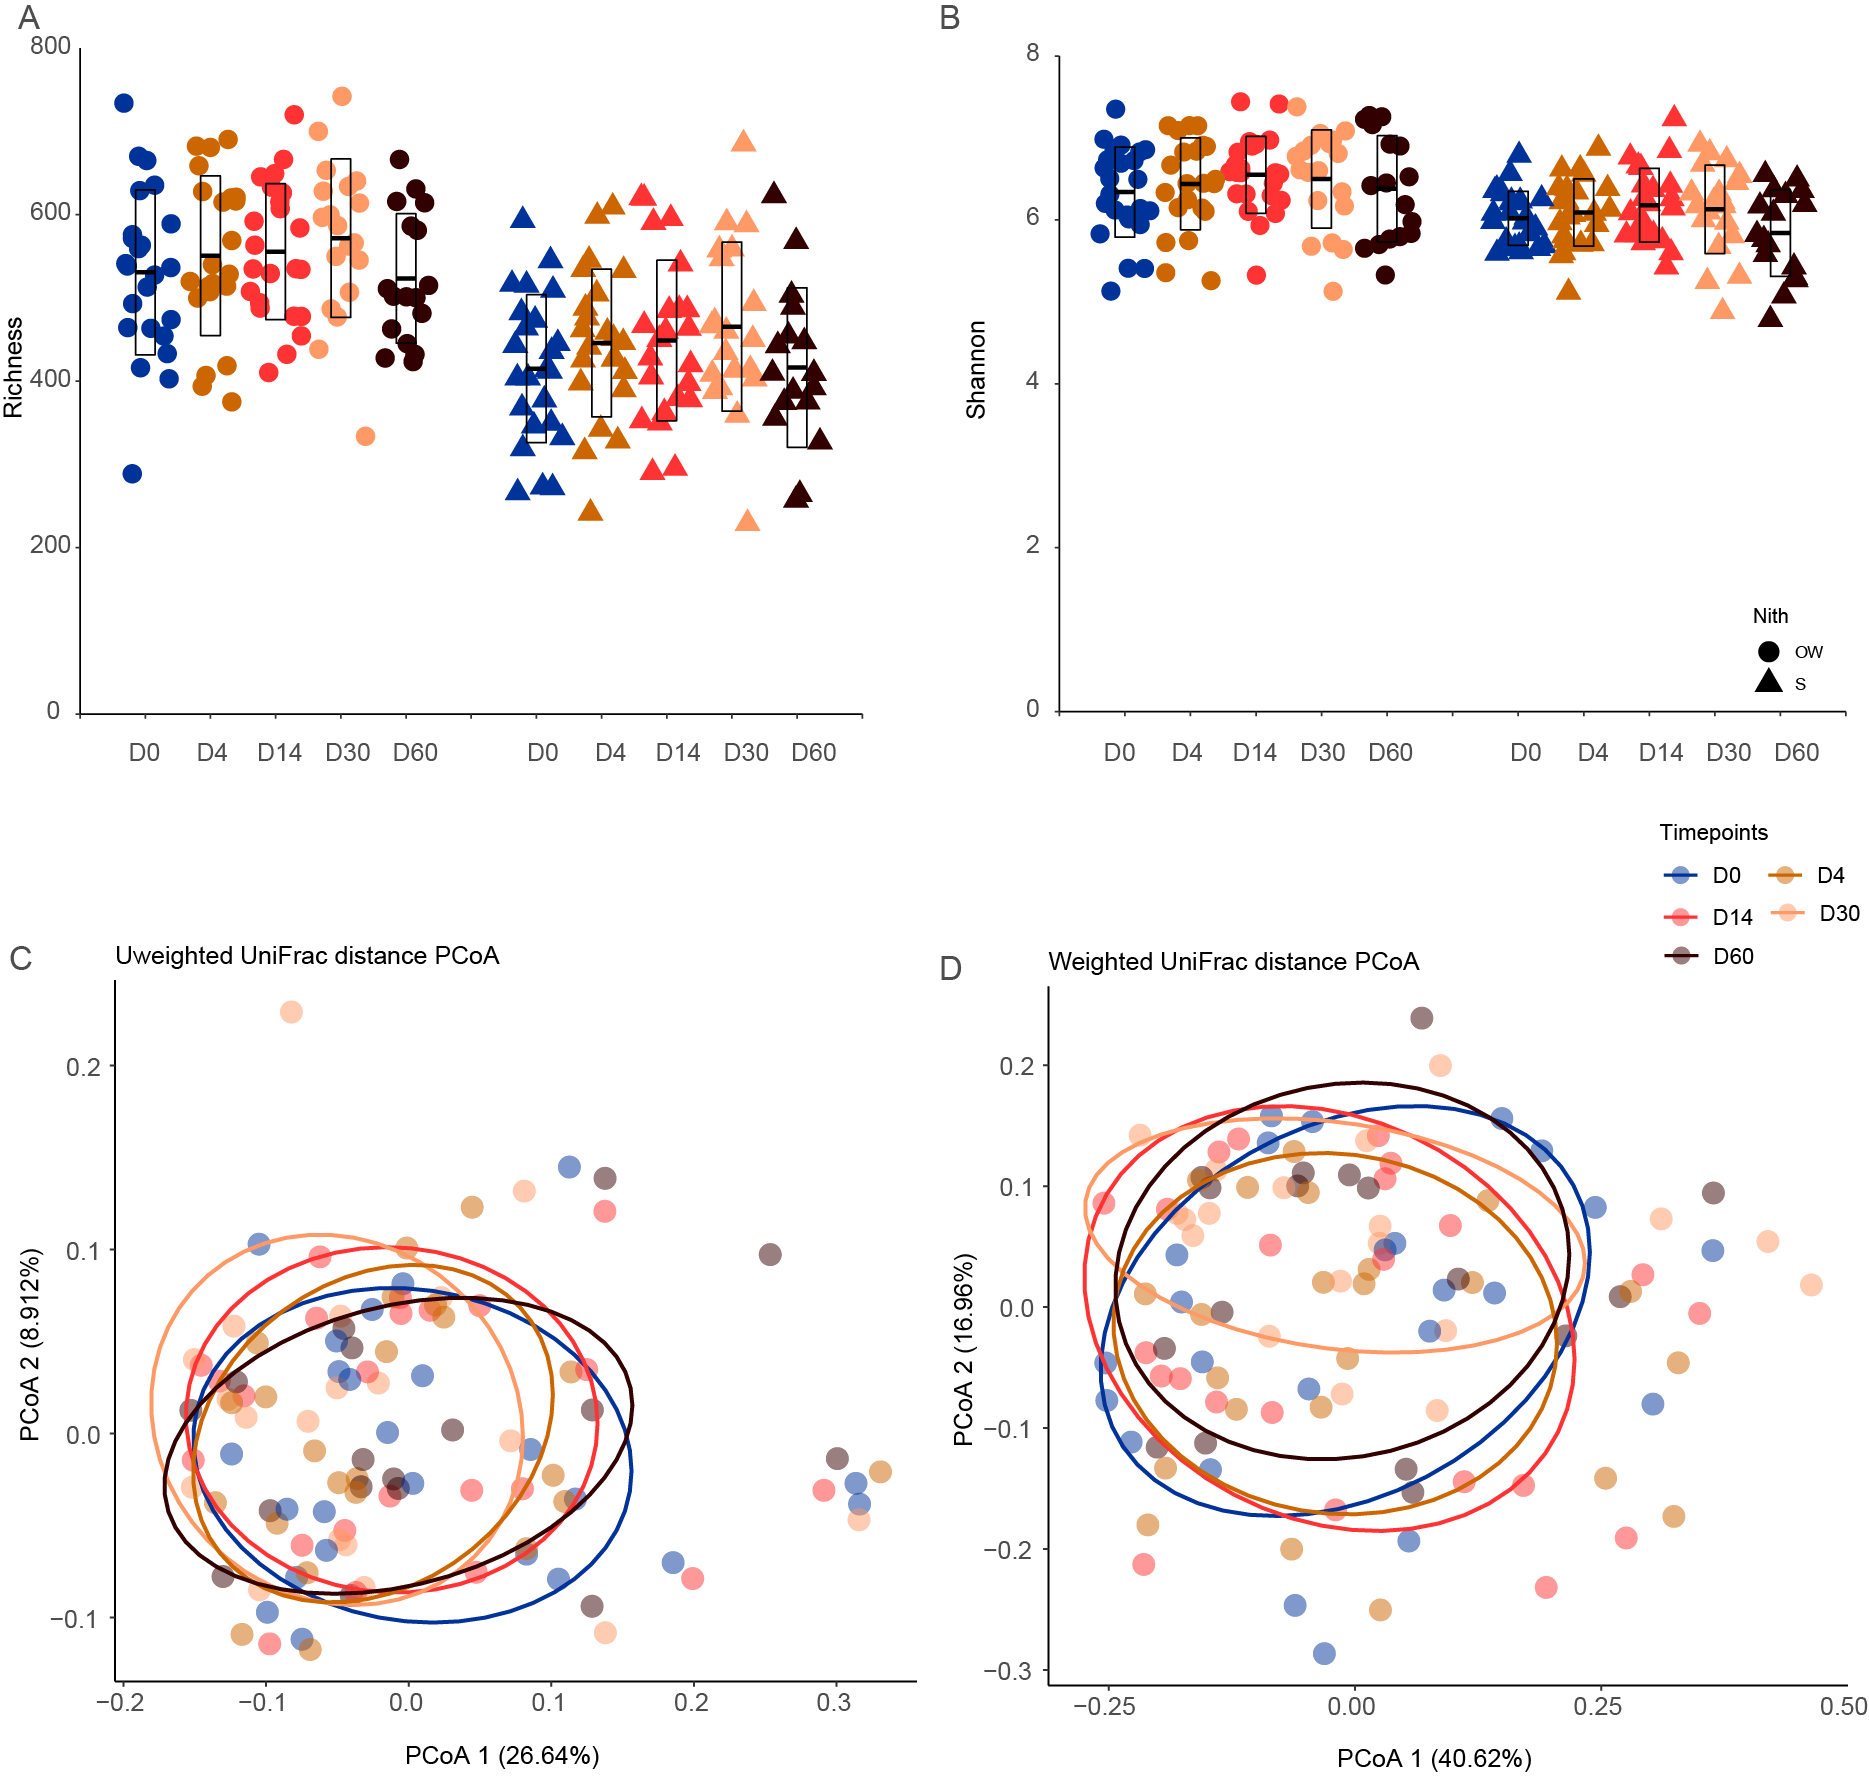 A
800
600
400
200
0
Richness
D0 D4 D14 D30 D60 D0 D4 D14 D30 D60
B
8
6
4
2
0
Shannon
Nith
OW
S
D0 D4 D14 D30 D60 D0 D4 D14 D30 D60
Timepoints
D0 D4
D14 D30
D60
C
Uweighted UniFrac distance PCoA
0.2
0.1
0.0
−0.1
PCoA 2 (8.912%)
−0.2 −0.1 0.0 0.1 0.2 0.3
PCoA 1 (26.64%)
D
Weighted UniFrac distance PCoA
0.2
0.1
0.0
−0.1
−0.2
−0.3
PCoA 2 (16.96%)
−0.25 0.00 0.25 0.50
PCoA 1 (40.62%)